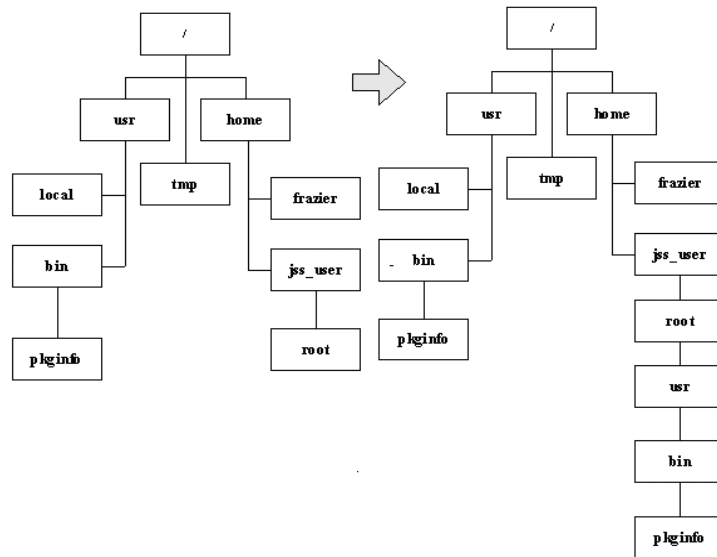 /
usr
home
local
tmp
frazier
bin
jss_user
pkginfo
root
/
usr
home
local
tmp
frazier
bin
jss_user
root
pkginfo
usr
bin
pkginfo